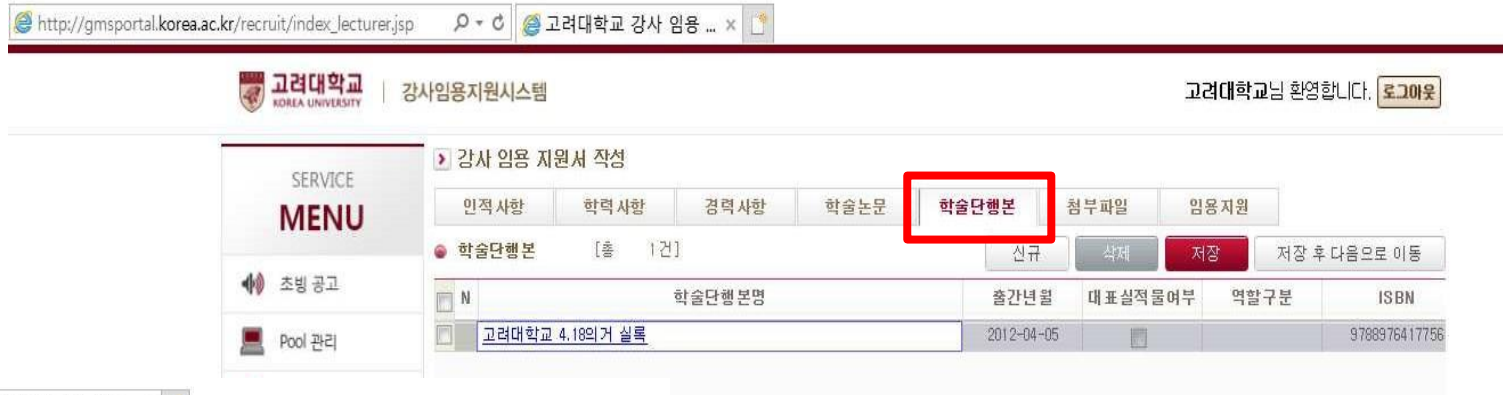 http://gmsportal.korea.ac.kr/recruit/index_lecturer.jsp 고려대학교 강사 임용 ... ×
고려대학교
KOREA UNIVERSITY
강사임용지원시스템
고려대학교님 환영합니다. 로그아웃
SERVICE
MENU
초빙 공고
Pool 관리
강사 임용 지원서 작성
인적사항 학력사항 경력사항 학술논문 학술단행본 첨부파일 임용지원
학술단행본 [총 1건] 신규 삭제 저장 저장 후 다음으로 이동
N 학술단행본명 출간년월 대표실적물여부 역할구분 ISBN
고려대학교 4.18의거 실록 2012-04-05 9788976417756